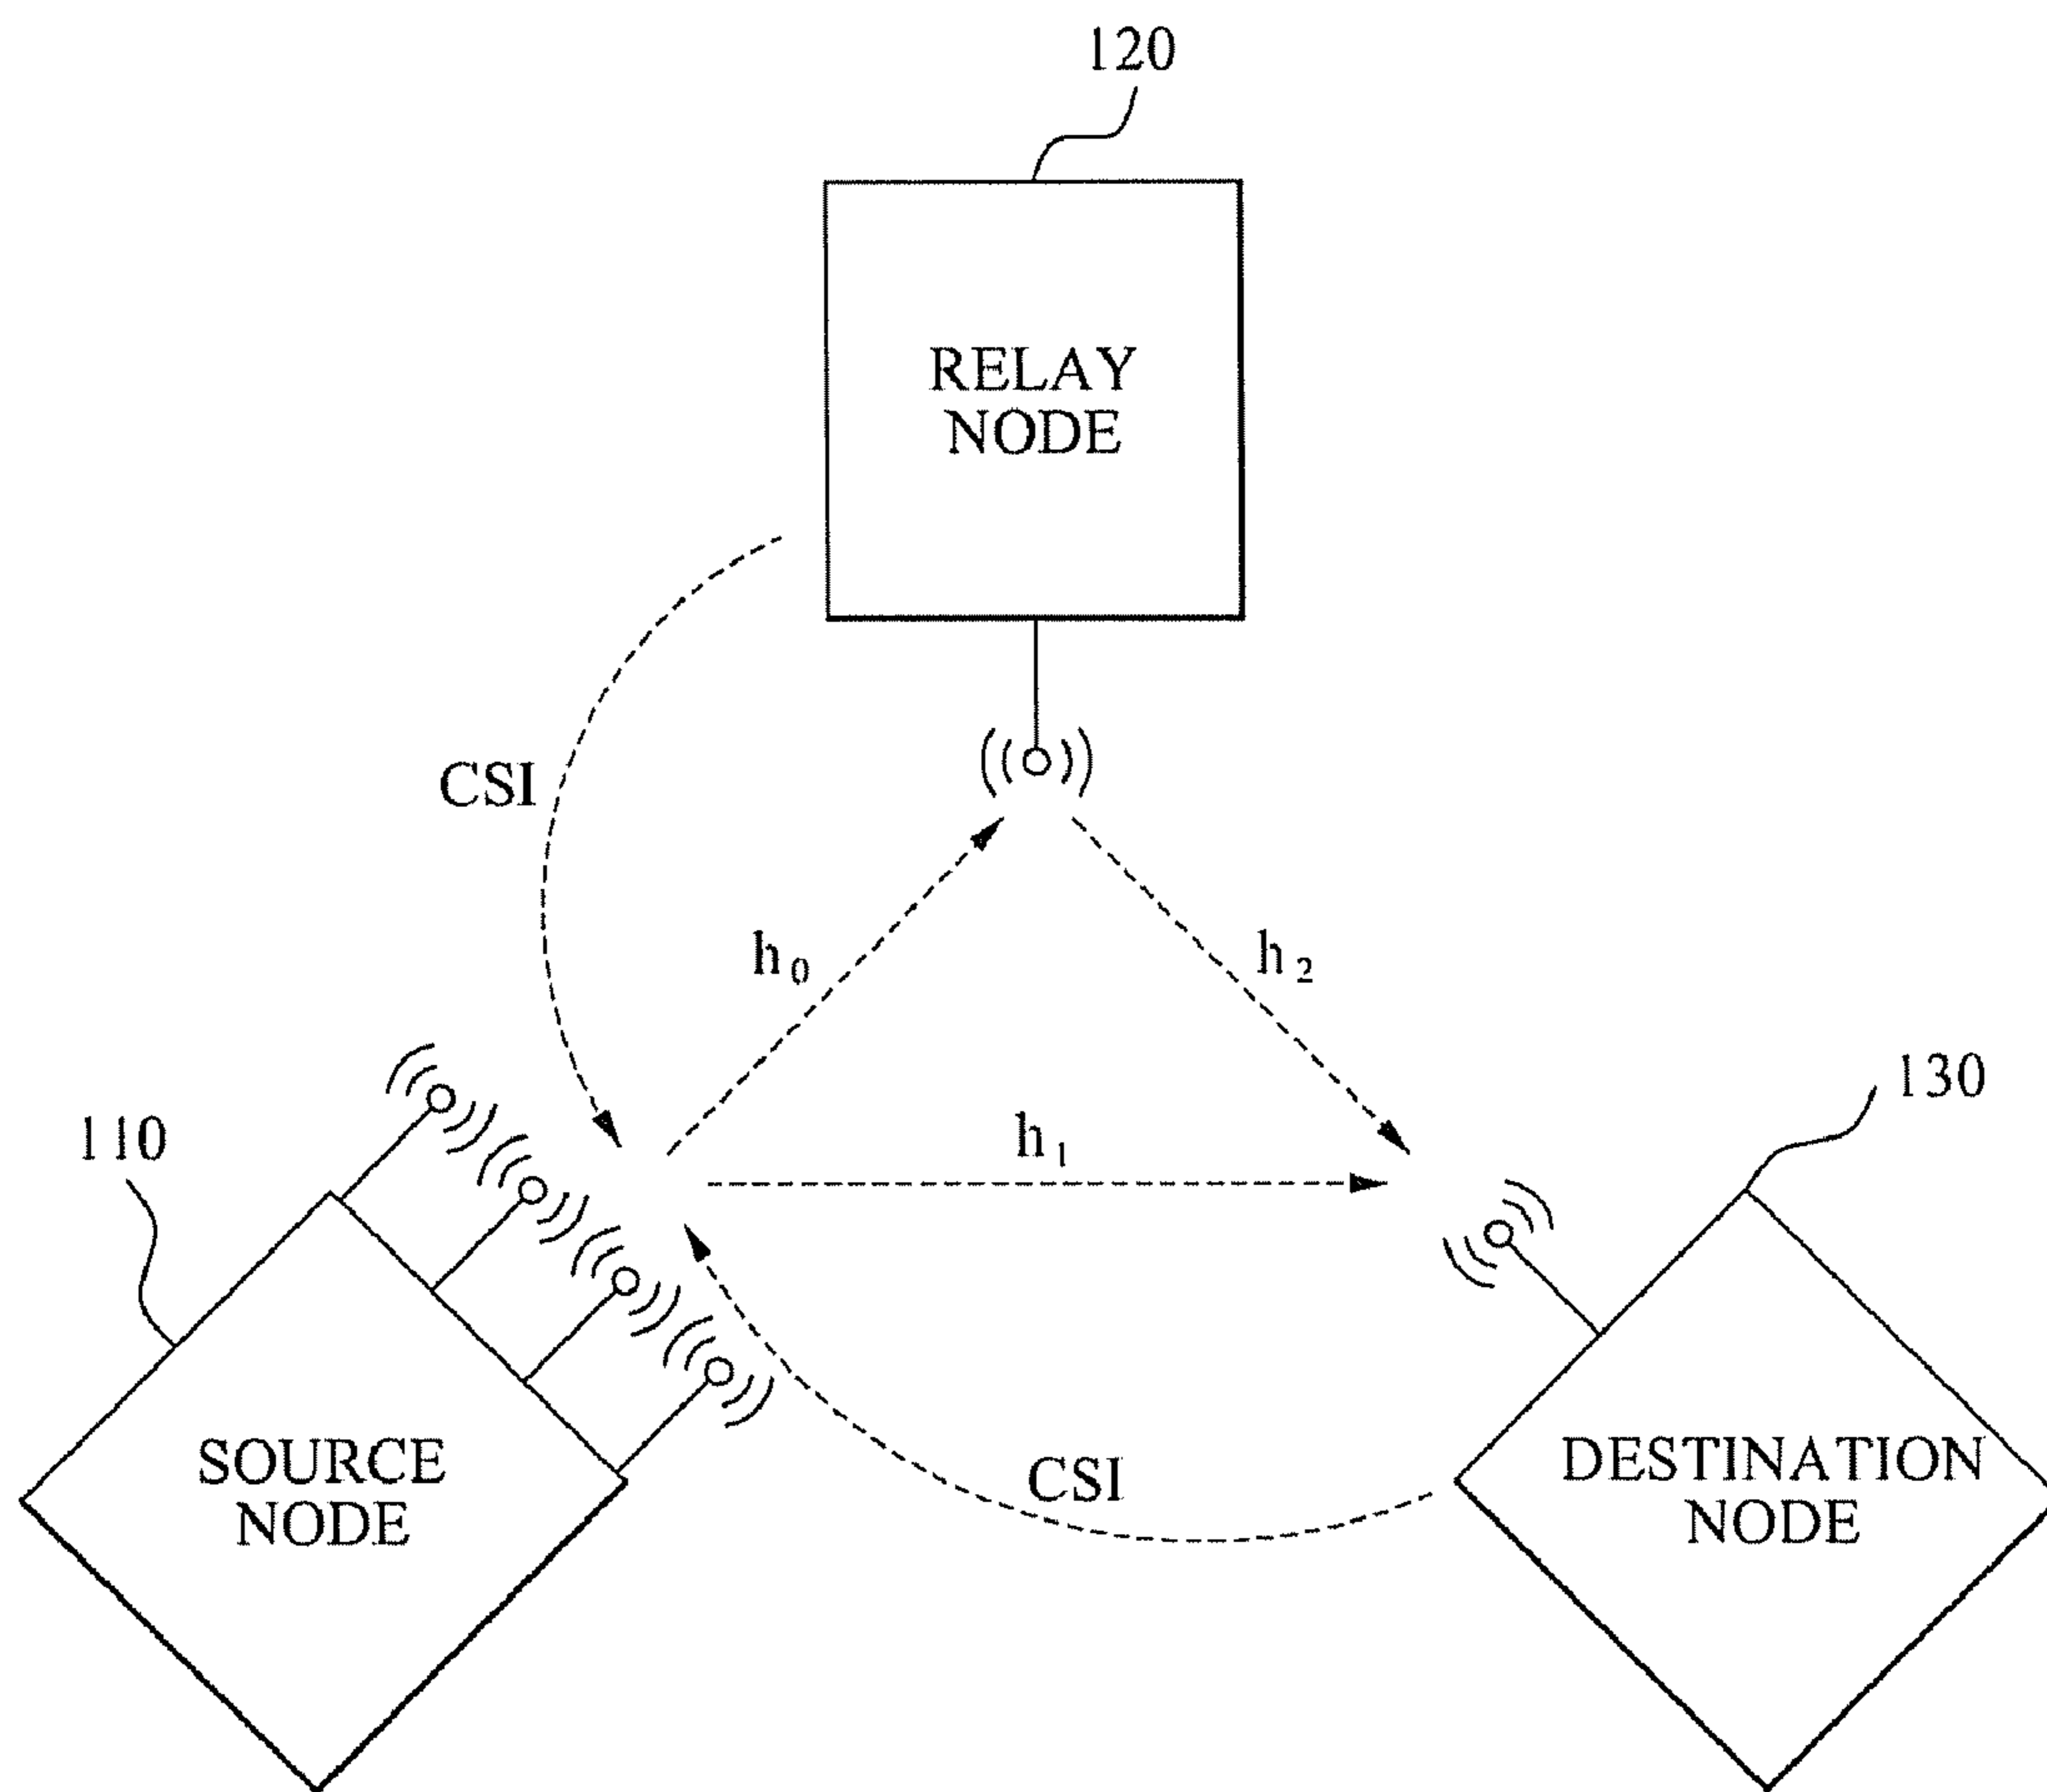 120
RELAY
NODE
CSI
h₀
h₂
h₁
130
110
SOURCE
NODE
CSI
DESTINATION
NODE